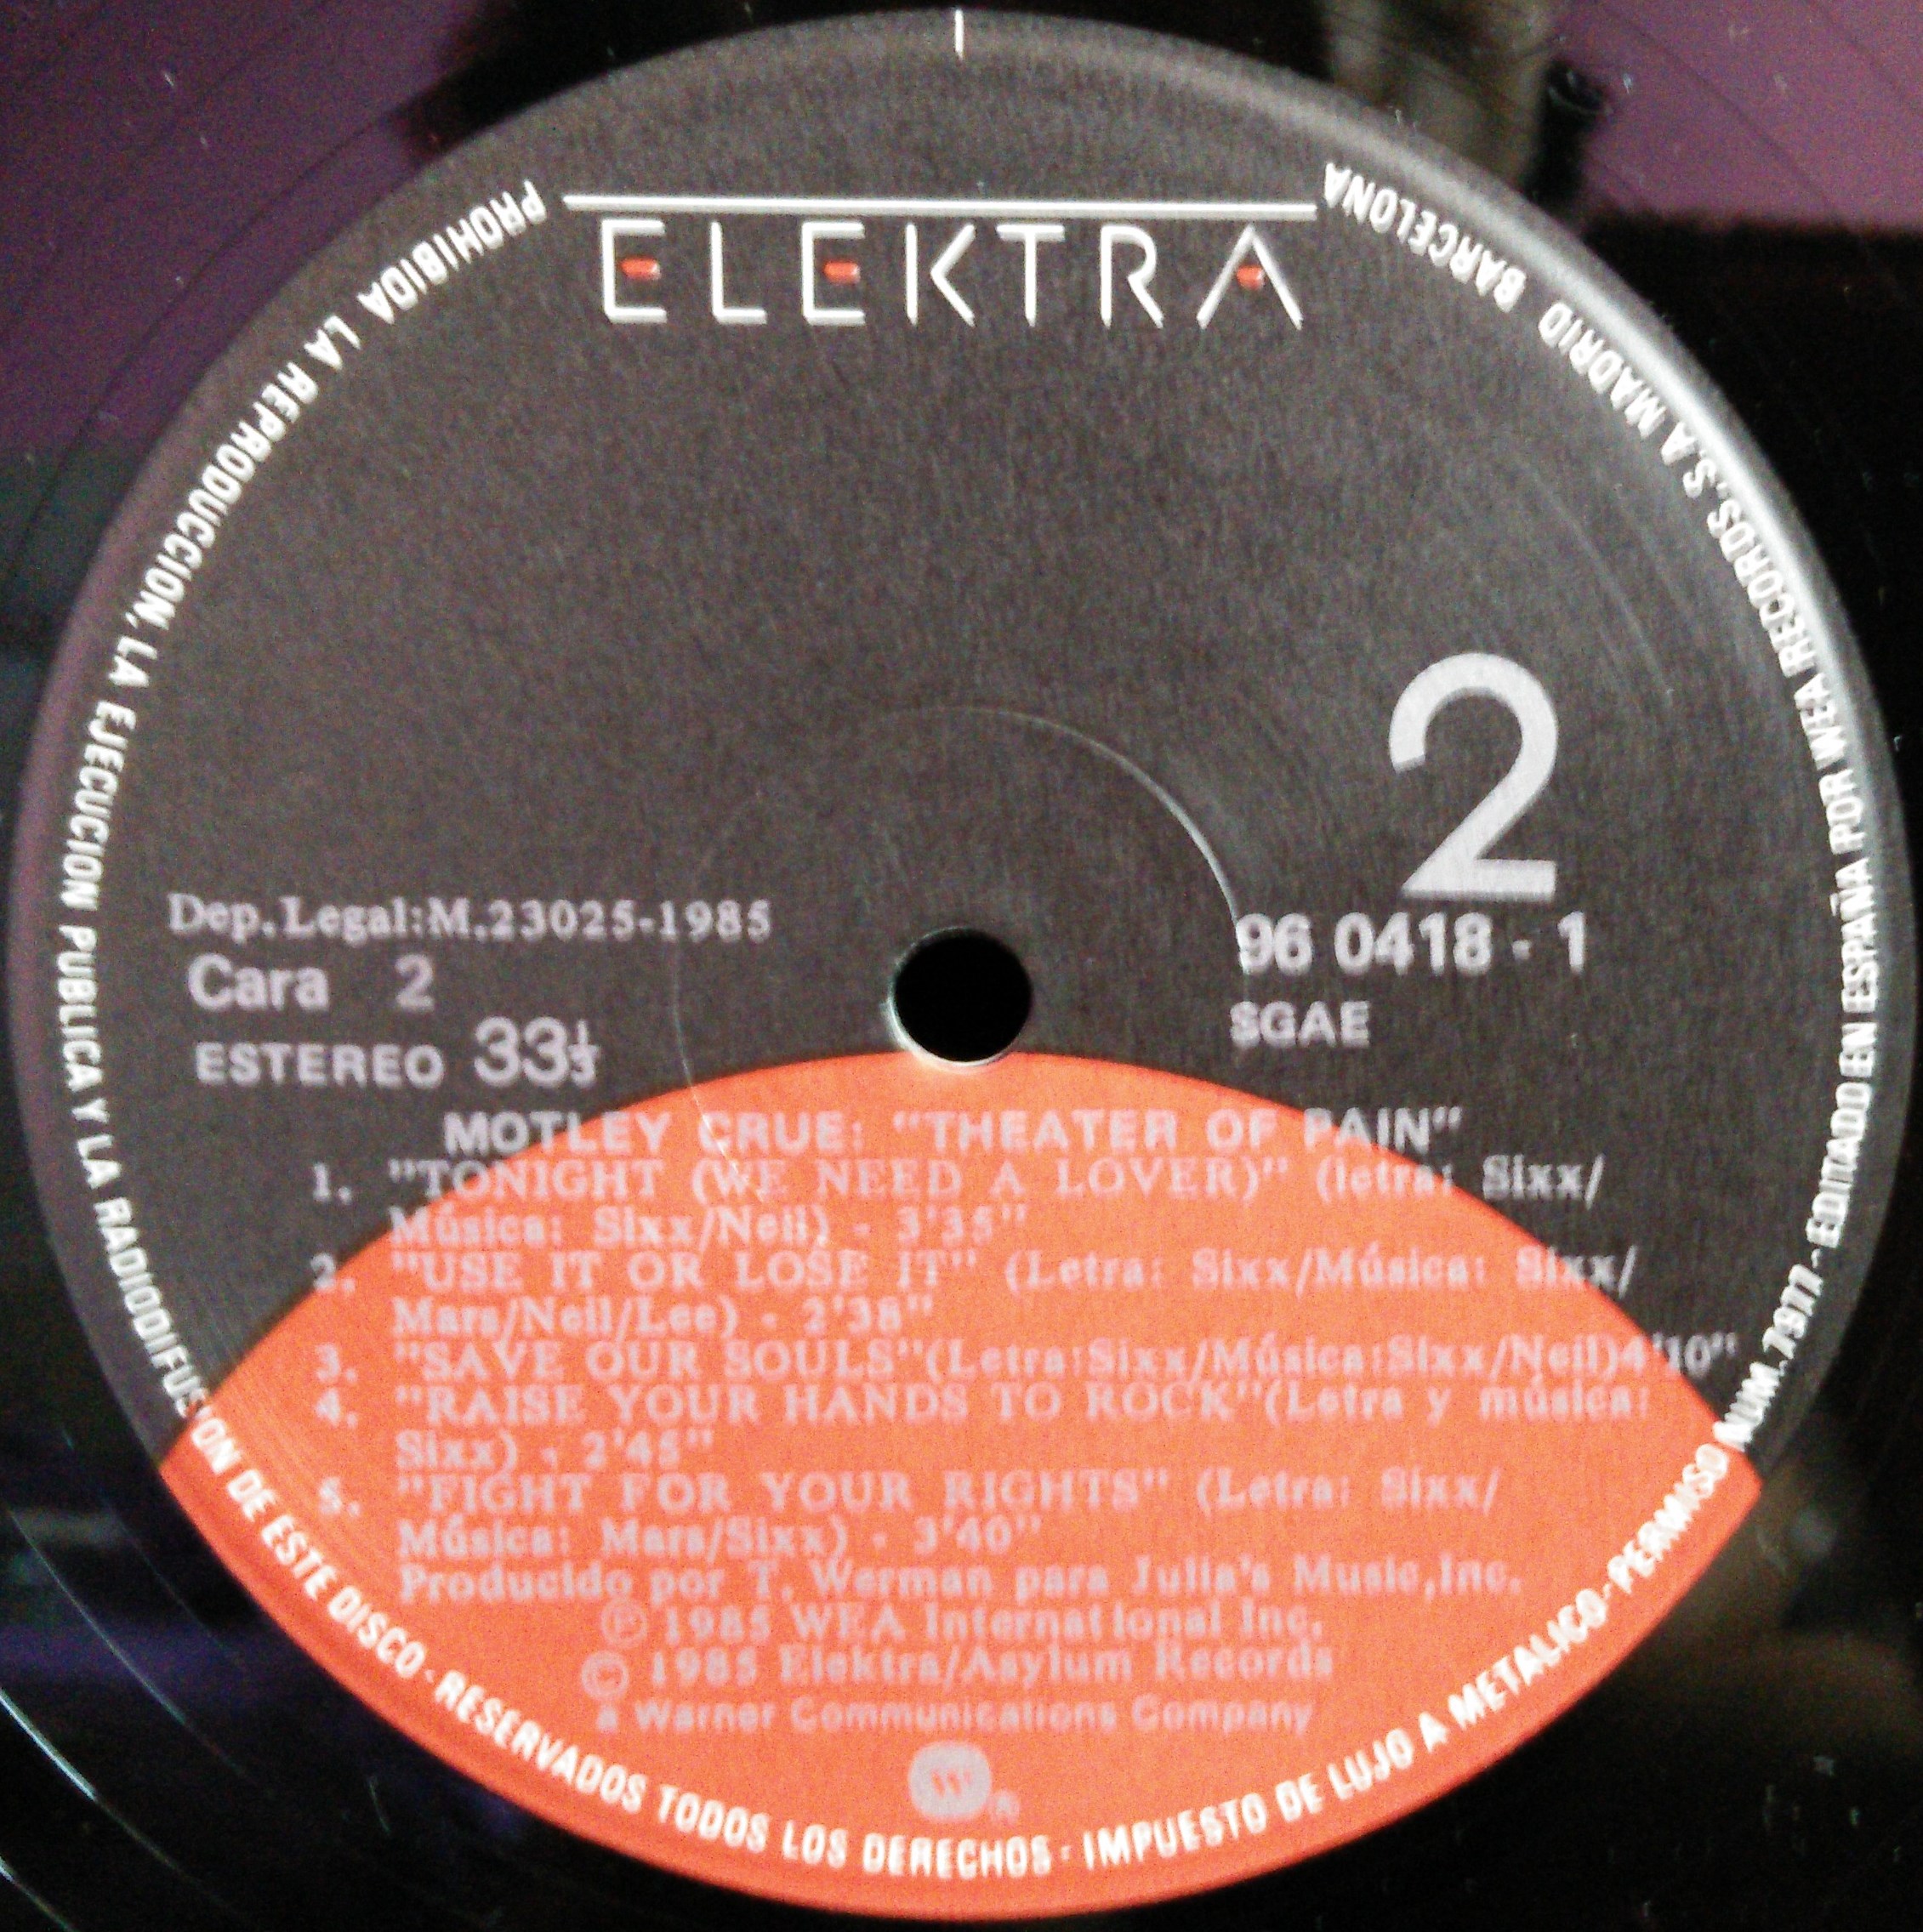 ELEKTRA
2
Dep.Legal:M.23025-1985
96 0418 - 1
Cara 2
SGAE
ESTEREO 33⅓
MOTLEY CRUE: "THEATER OF PAIN"
1. "TONIGHT (WE NEED A LOVER)" (letra: Sixx/
Música: Sixx/Neil) - 3'35"
2. "USE IT OR LOSE IT" (Letra: Sixx/Música: Sixx/
Mars/Neil/Lee) - 2'38"
3. "SAVE OUR SOULS"(Letra:Sixx/Música:Sixx/Neil)4'10"
4. "RAISE YOUR HANDS TO ROCK"(Letra y música:
Sixx) - 2'45"
5. "FIGHT FOR YOUR RIGHTS" (Letra: Sixx/
Música: Mars/Sixx) - 3'40"
Producido por T. Werman para Julia's Music,Inc.
Ⓟ 1985 WEA International Inc.
© 1985 Elektra/Asylum Records
a Warner Communications Company
W ®
PROHIBIDA LA REPRODUCCION, LA EJECUCION PUBLICA Y LA RADIODIFUSION DE ESTE DISCO - RESERVADOS TODOS LOS DERECHOS - IMPUESTO DE LUJO A METALICO - PERMISO NUM. 7977 - EDITADO EN ESPAÑA POR WEA RECORDS, S.A MADRID BARCELONA